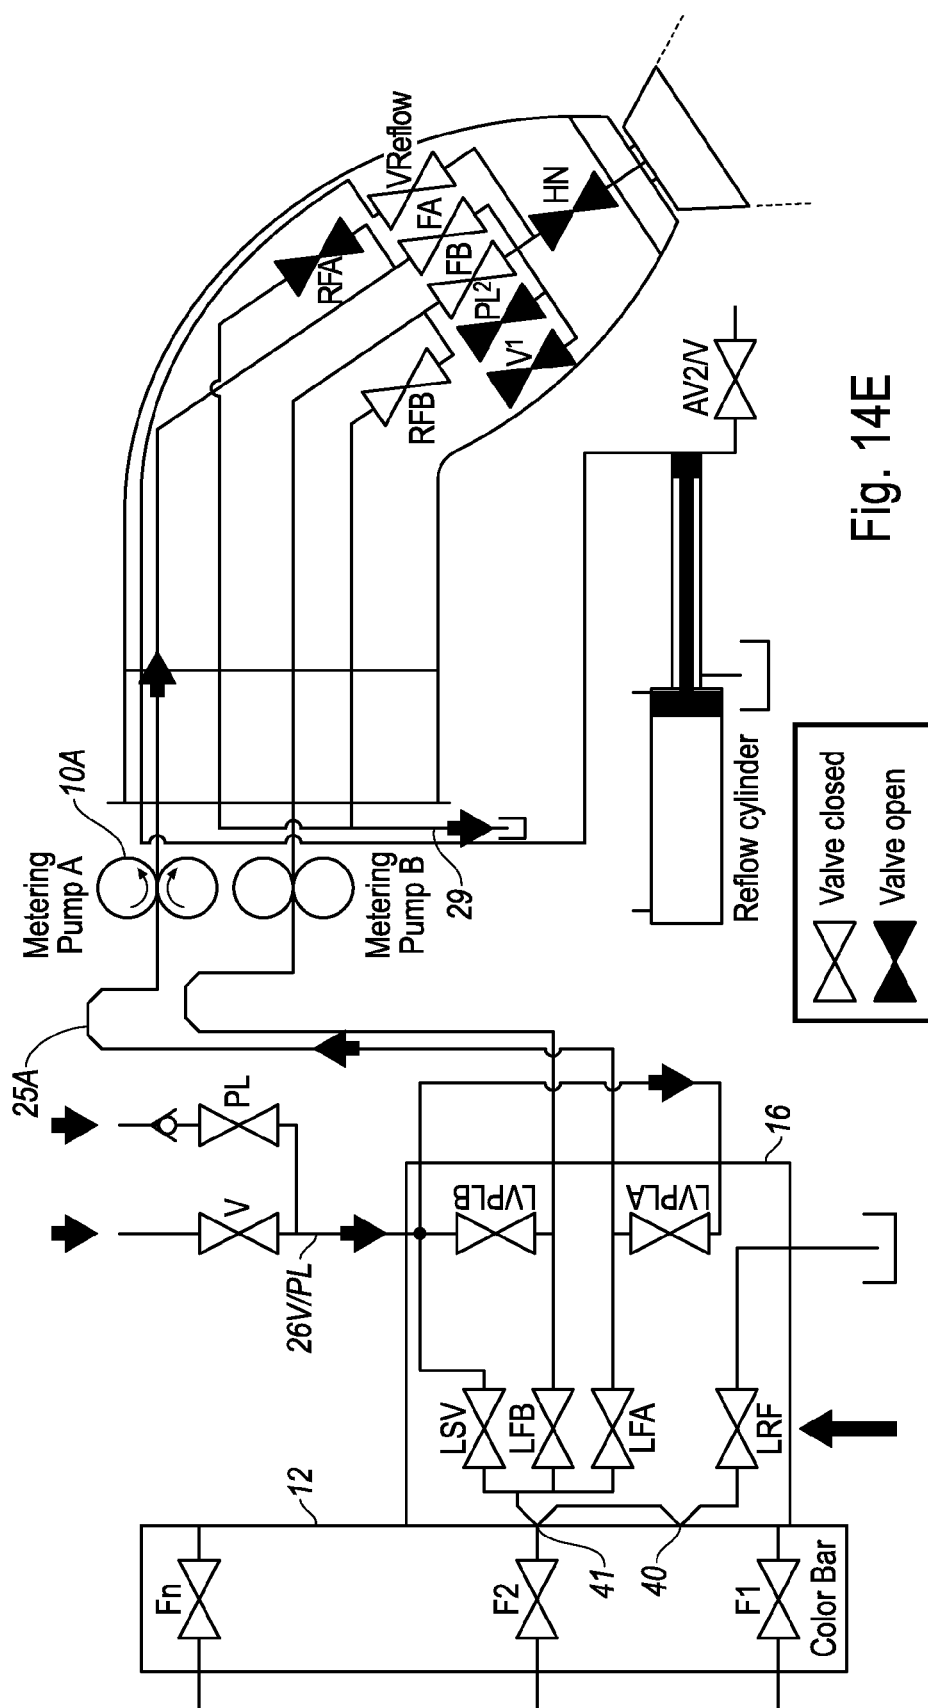 10A
Metering
Pump A
Metering
Pump B
29
25A
PL
V
26V/PL
LVPLB
LVPLA
16
LSV
LFB
LFA
LRF
12
41
40
Fn
F2
F1
Color Bar
RFA
VReflow
FA
FB
PL2
V1
RFB
HN
AV2/V
Reflow cylinder
Valve closed
Valve open
Fig. 14E